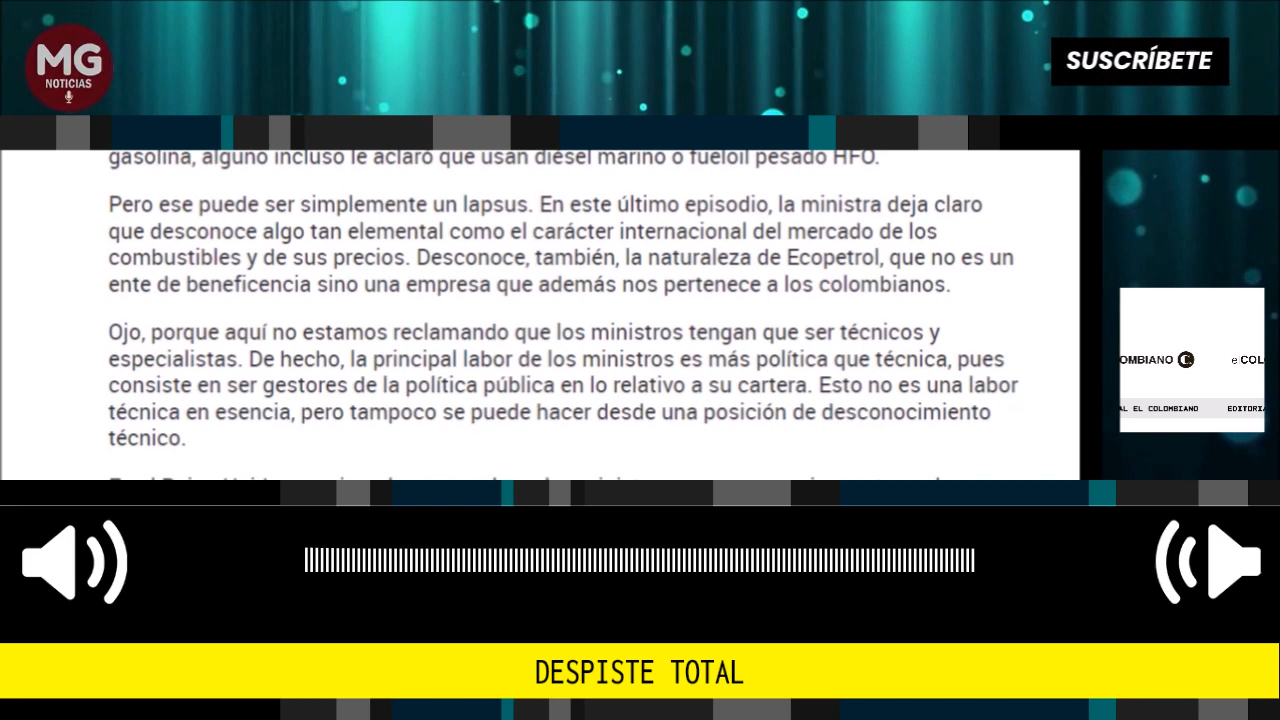 MG
NOTICIAS
SUSCRÍBETE
gasolina, alguno incluso le aclaró que usan diésel marino o fueloil pesado HFO.
Pero ese puede ser simplemente un lapsus. En este último episodio, la ministra deja claro
que desconoce algo tan elemental como el carácter internacional del mercado de los
combustibles y de sus precios. Desconoce, también, la naturaleza de Ecopetrol, que no es un
ente de beneficencia sino una empresa que además nos pertenece a los colombianos.
Ojo, porque aquí no estamos reclamando que los ministros tengan que ser técnicos y
especialistas. De hecho, la principal labor de los ministros es más política que técnica, pues
consiste en ser gestores de la política pública en lo relativo a su cartera. Esto no es una labor
técnica en esencia, pero tampoco se puede hacer desde una posición de desconocimiento
técnico.
OMBIANO C e COL
AL EL COLOMBIANO EDITORIA
DESPISTE TOTAL